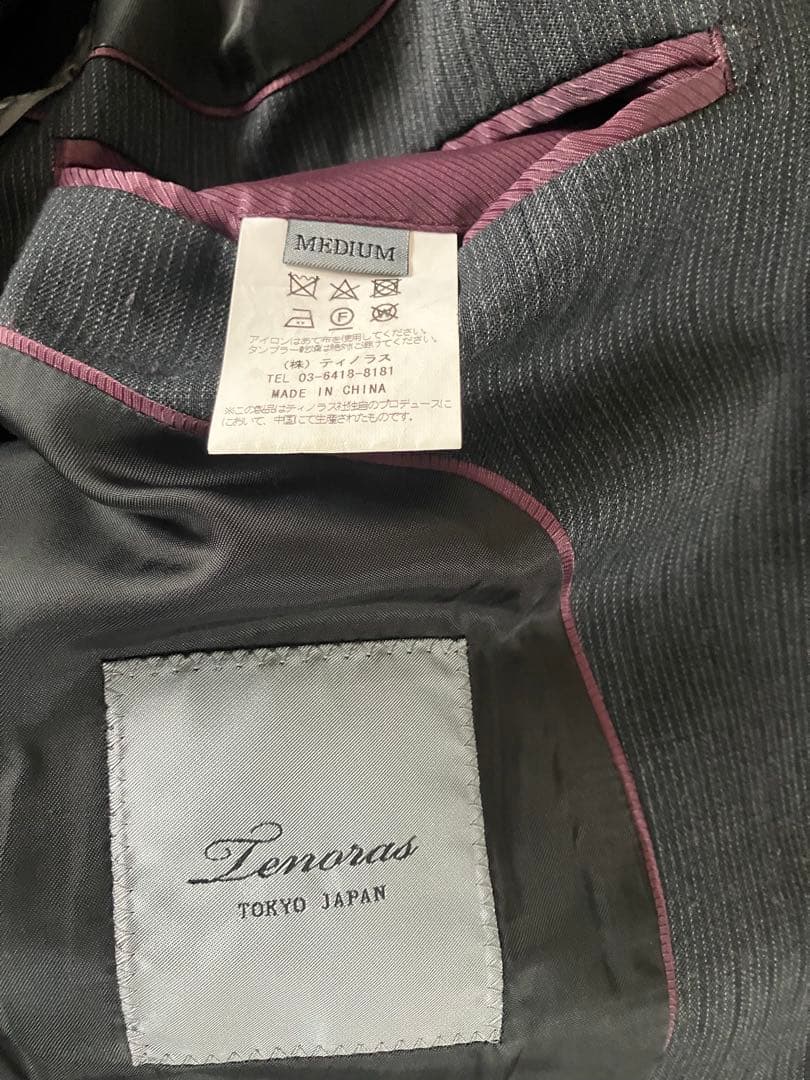 MEDIUM
アイロンはあて布を使用してください。
タンブラー乾燥は絶対に避けてください。
(株)ティノラス
TEL 03-6418-8181
MADE IN CHINA
※この製品はティノラス社独自のプロデュースに
において、中国にて生産されたものです。
Tenoras
TOKYO JAPAN